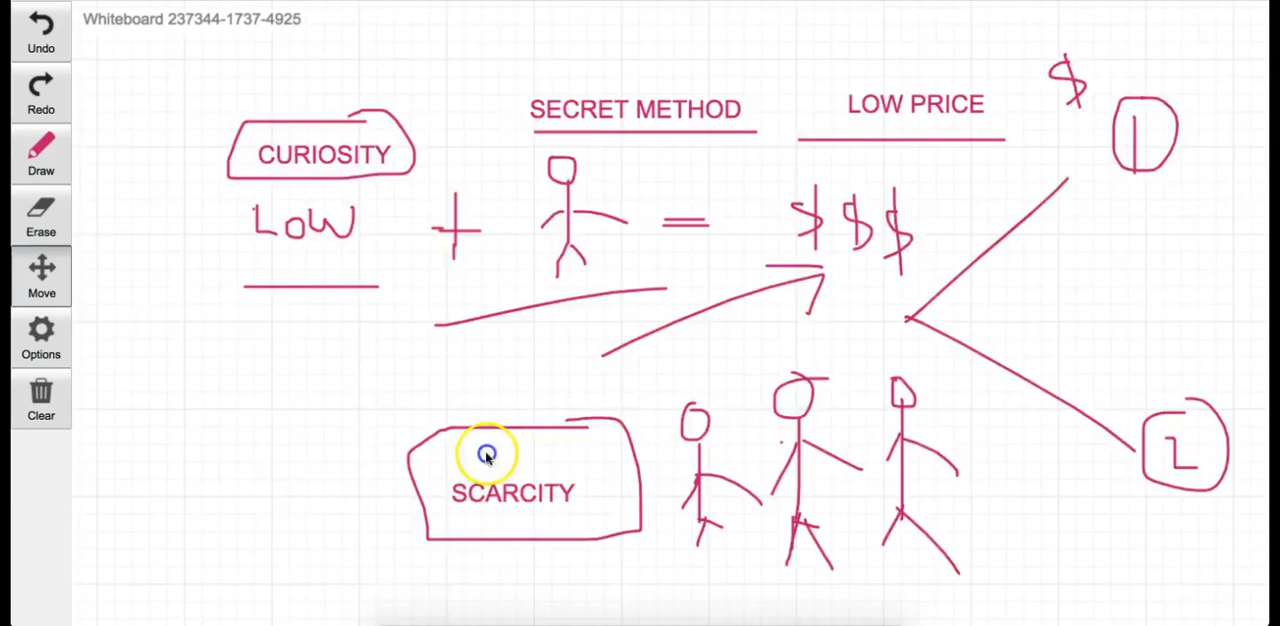 Whiteboard 237344-1737-4925
Undo
Redo
Draw
Erase
Move
Options
Clear
SECRET METHOD
LOW PRICE
$
1
CURIOSITY
LOW + = $$$
SCARCITY
2